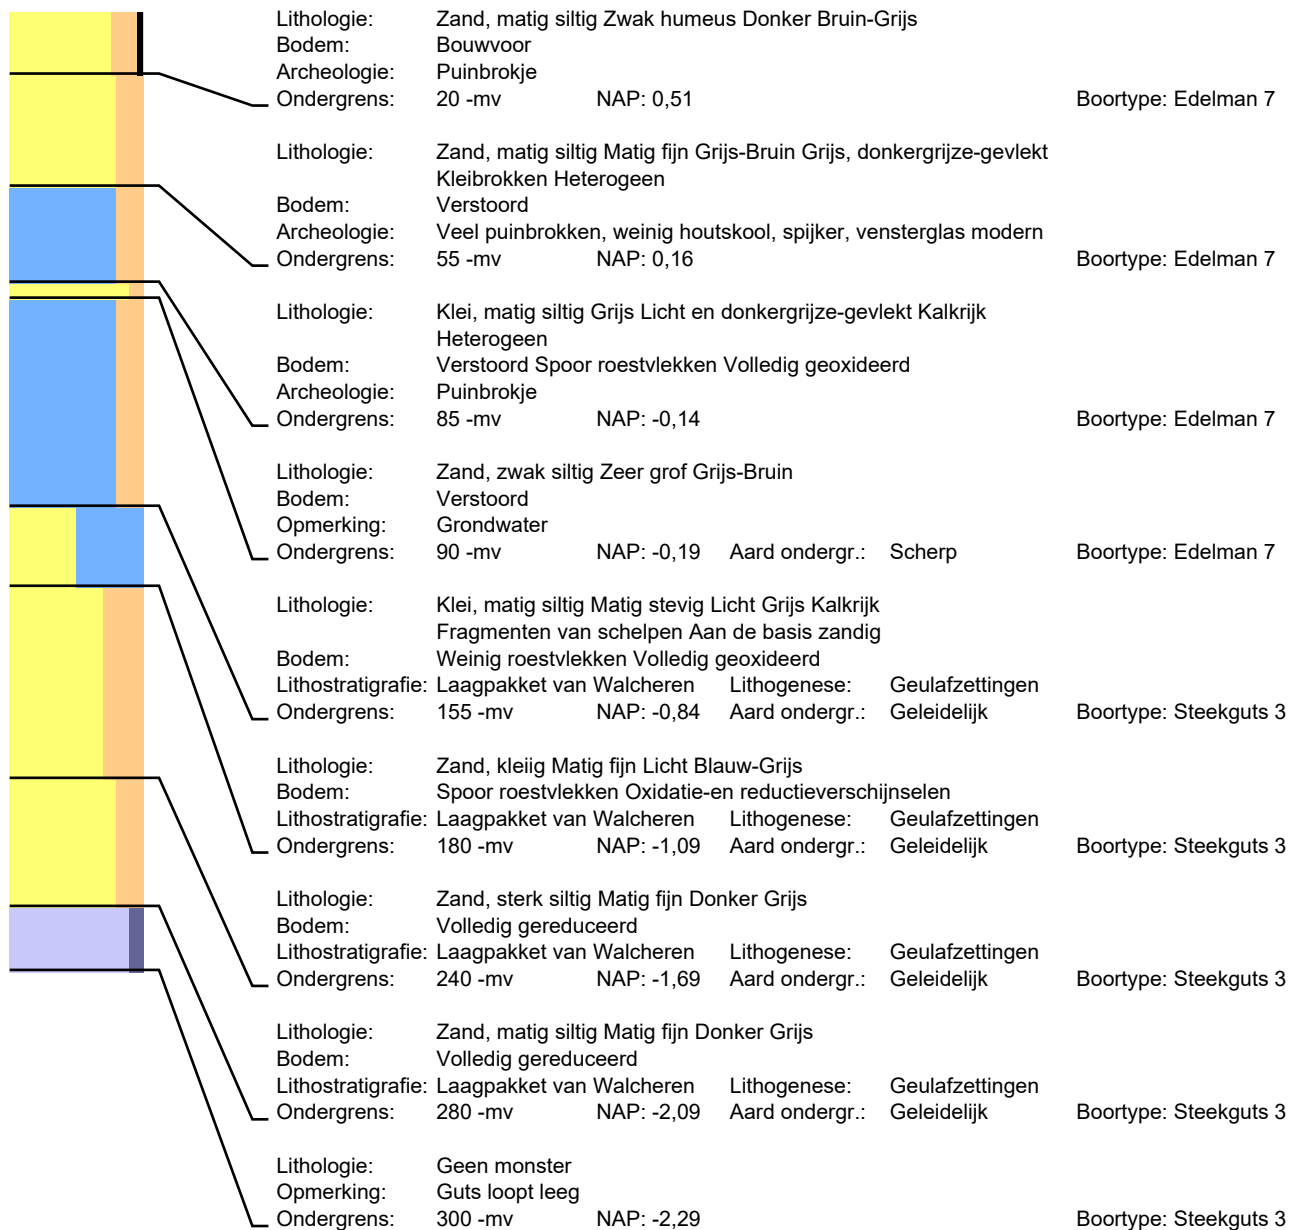 Lithologie: Zand, matig siltig Zwak humeus Donker Bruin-Grijs
Bodem: Bouwvoor
Archeologie: Puinbrokje
Ondergrens: 20 -mv NAP: 0,51 Boortype: Edelman 7
Lithologie: Zand, matig siltig Matig fijn Grijs-Bruin Grijs, donkergrijze-gevlekt
Kleibrokken Heterogeen
Bodem: Verstoord
Archeologie: Veel puinbrokken, weinig houtskool, spijker, vensterglas modern
Ondergrens: 55 -mv NAP: 0,16 Boortype: Edelman 7
Lithologie: Klei, matig siltig Grijs Licht en donkergrijze-gevlekt Kalkrijk
Heterogeen
Bodem: Verstoord Spoor roestvlekken Volledig geoxideerd
Archeologie: Puinbrokje
Ondergrens: 85 -mv NAP: -0,14 Boortype: Edelman 7
Lithologie: Zand, zwak siltig Zeer grof Grijs-Bruin
Bodem: Verstoord
Opmerking: Grondwater
Ondergrens: 90 -mv NAP: -0,19 Aard ondergr.: Scherp Boortype: Edelman 7
Lithologie: Klei, matig siltig Matig stevig Licht Grijs Kalkrijk
Fragmenten van schelpen Aan de basis zandig
Bodem: Weinig roestvlekken Volledig geoxideerd
Lithostratigrafie: Laagpakket van Walcheren Lithogenese: Geulafzettingen
Ondergrens: 155 -mv NAP: -0,84 Aard ondergr.: Geleidelijk Boortype: Steekguts 3
Lithologie: Zand, kleiig Matig fijn Licht Blauw-Grijs
Bodem: Spoor roestvlekken Oxidatie-en reductieverschijnselen
Lithostratigrafie: Laagpakket van Walcheren Lithogenese: Geulafzettingen
Ondergrens: 180 -mv NAP: -1,09 Aard ondergr.: Geleidelijk Boortype: Steekguts 3
Lithologie: Zand, sterk siltig Matig fijn Donker Grijs
Bodem: Volledig gereduceerd
Lithostratigrafie: Laagpakket van Walcheren Lithogenese: Geulafzettingen
Ondergrens: 240 -mv NAP: -1,69 Aard ondergr.: Geleidelijk Boortype: Steekguts 3
Lithologie: Zand, matig siltig Matig fijn Donker Grijs
Bodem: Volledig gereduceerd
Lithostratigrafie: Laagpakket van Walcheren Lithogenese: Geulafzettingen
Ondergrens: 280 -mv NAP: -2,09 Aard ondergr.: Geleidelijk Boortype: Steekguts 3
Lithologie: Geen monster
Opmerking: Guts loopt leeg
Ondergrens: 300 -mv NAP: -2,29 Boortype: Steekguts 3